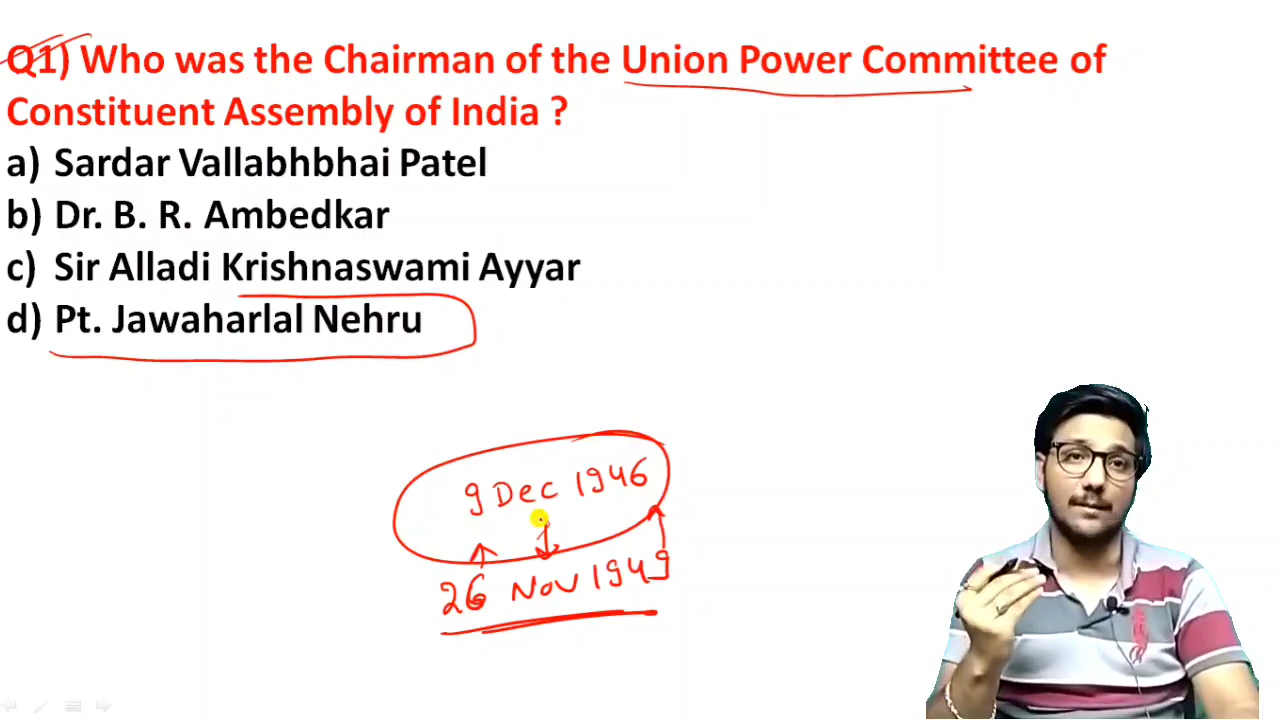 Q1) Who was the Chairman of the Union Power Committee of
Constituent Assembly of India ?
a) Sardar Vallabhbhai Patel
b) Dr. B. R. Ambedkar
c) Sir Alladi Krishnaswami Ayyar
d) Pt. Jawaharlal Nehru
9 Dec 1946
26 Nov 1949